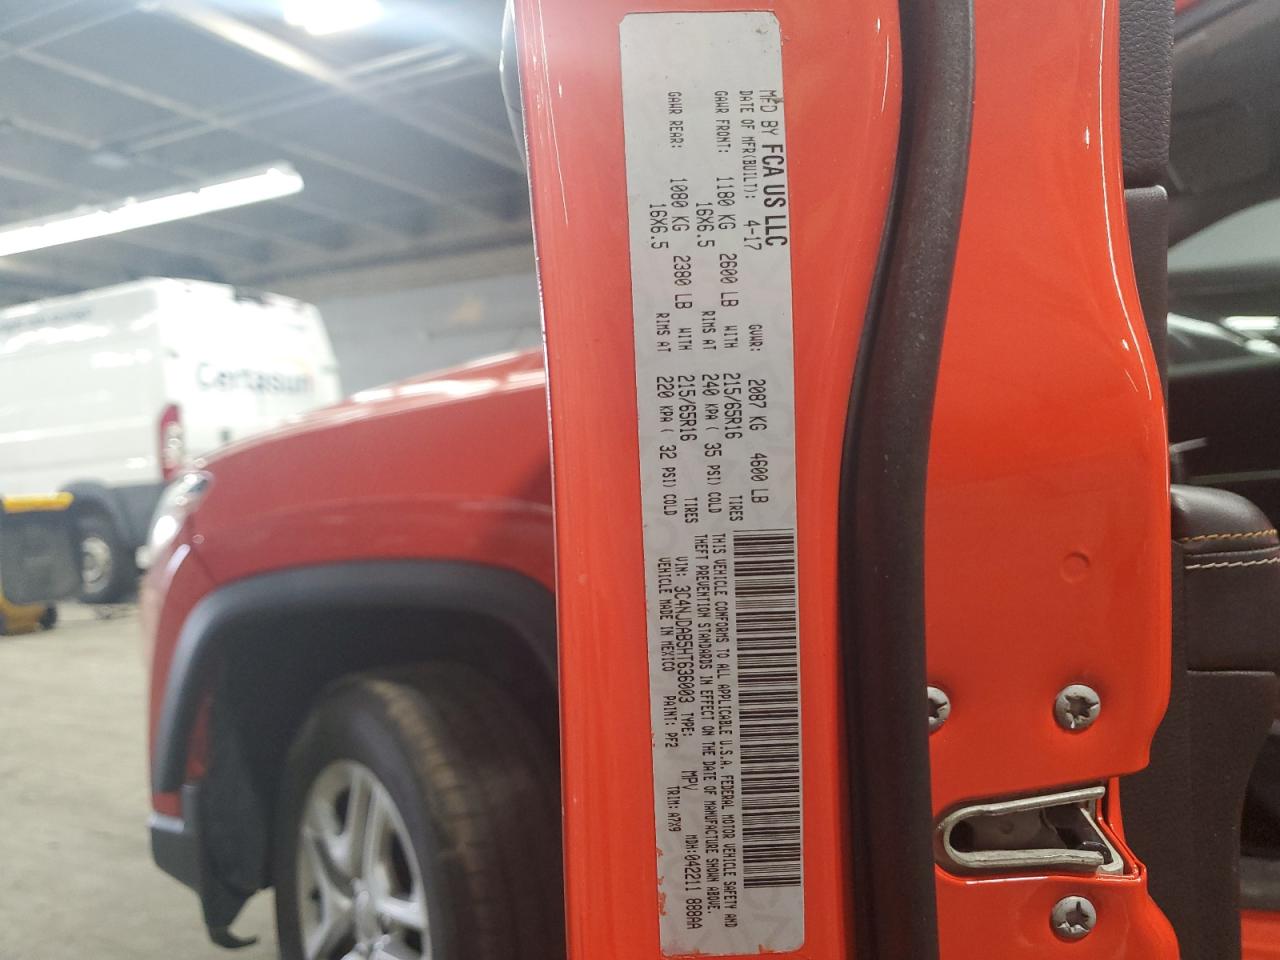 MFD BY FCA US LLC
DATE OF MFR(BUILT): 4-17 GVWR: 2087 KG 4600 LB
GAWR FRONT: 1180 KG 2600 LB WITH 215/65R16 TIRES
16X6.5 RIMS AT 240 KPA( 35 PSI) COLD
GAWR REAR: 1080 KG 2380 LB WITH 215/65R16 TIRES
16X6.5 RIMS AT 220 KPA( 32 PSI) COLD
THIS VEHICLE CONFORMS TO ALL APPLICABLE U.S.A. FEDERAL MOTOR VEHICLE SAFETY AND
THEFT PREVENTION STANDARDS IN EFFECT ON THE DATE OF MANUFACTURE SHOWN ABOVE.
VIN: 3C4NJDAB5HT636003 TYPE: MPV MDH:042211 888AA
VEHICLE MADE IN MEXICO PAINT: PF2 TRIM: A7X9
Certasun